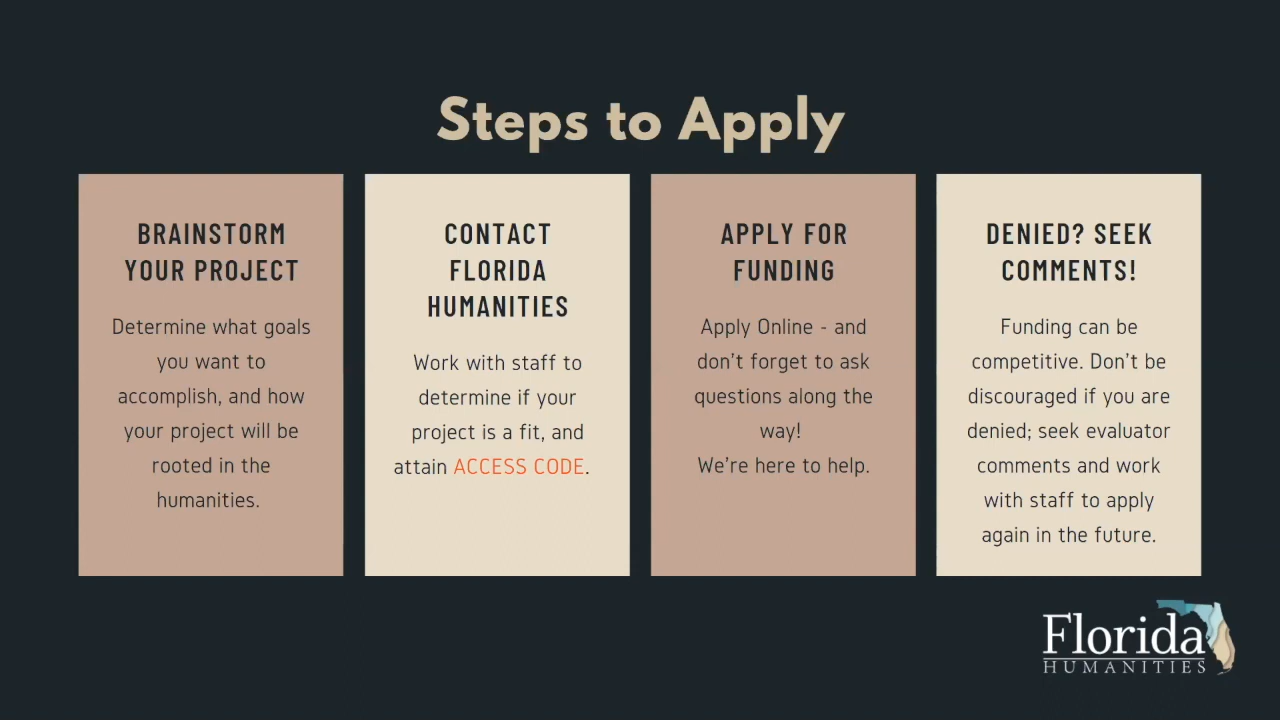 Steps to Apply
BRAINSTORM
YOUR PROJECT
Determine what goals
you want to
accomplish, and how
your project will be
rooted in the
humanities.
CONTACT
FLORIDA
HUMANITIES
Work with staff to
determine if your
project is a fit, and
attain ACCESS CODE.
APPLY FOR
FUNDING
Apply Online - and
don't forget to ask
questions along the
way!
We're here to help.
DENIED? SEEK
COMMENTS!
Funding can be
competitive. Don't be
discouraged if you are
denied; seek evaluator
comments and work
with staff to apply
again in the future.
Florida
HUMANITIES